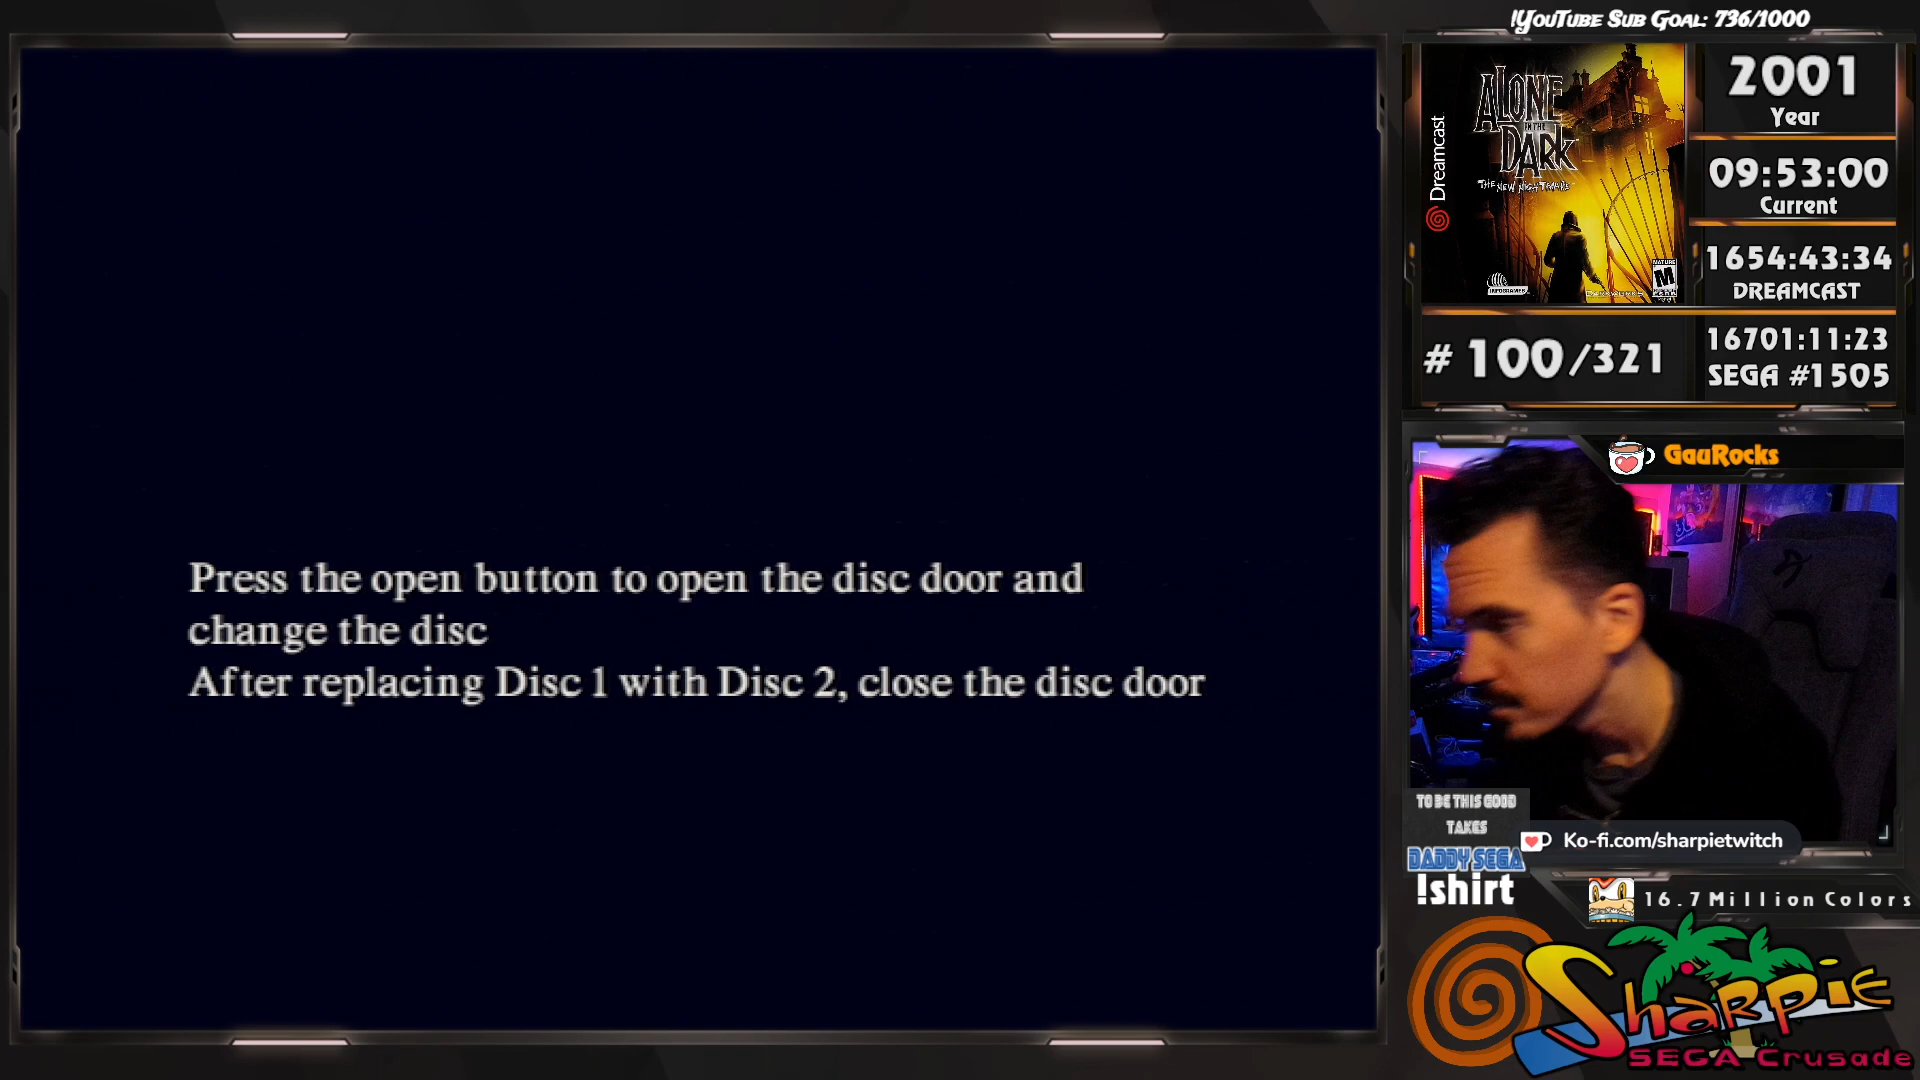 !YouTube Sub Goal: 736/1000
ALONE
IN THE
DARK
THE NEW NIGHTMARE
Dreamcast
INFOGRAMES
DARKWORKS
MATURE
M
2001
Year
09:53:00
Current
1654:43:34
DREAMCAST
# 100/321
16701:11:23
SEGA #1505
Press the open button to open the disc door and
change the disc
After replacing Disc 1 with Disc 2, close the disc door
GauRocks
TO BE THIS GOOD
TAKES
DADDY SEGA
!shirt
Ko-fi.com/sharpietwitch
16.7 Million Colors
Sharpie
SEGA Crusade